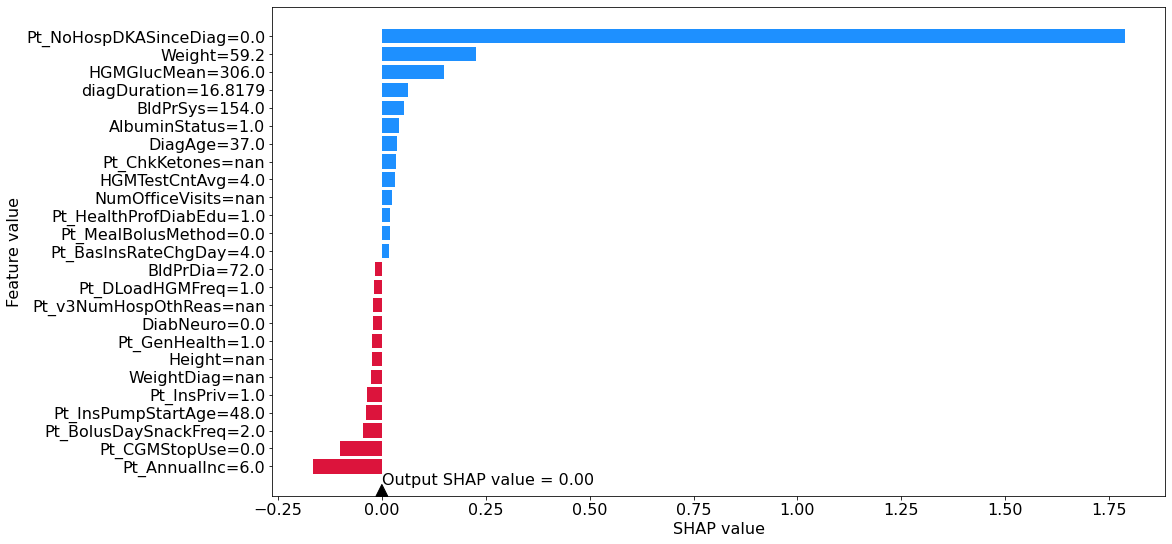 Feature value
Pt_NoHospDKASinceDiag=0.0
Weight=59.2
HGMGlucMean=306.0
diagDuration=16.8179
BldPrSys=154.0
AlbuminStatus=1.0
DiagAge=37.0
Pt_ChkKetones=nan
HGMTestCntAvg=4.0
NumOfficeVisits=nan
Pt_HealthProfDiabEdu=1.0
Pt_MealBolusMethod=0.0
Pt_BasInsRateChgDay=4.0
BldPrDia=72.0
Pt_DLoadHGMFreq=1.0
Pt_v3NumHospOthReas=nan
DiabNeuro=0.0
Pt_GenHealth=1.0
Height=nan
WeightDiag=nan
Pt_InsPriv=1.0
Pt_InsPumpStartAge=48.0
Pt_BolusDaySnackFreq=2.0
Pt_CGMStopUse=0.0
Pt_AnnualInc=6.0
Output SHAP value = 0.00
−0.25 0.00 0.25 0.50 0.75 1.00 1.25 1.50 1.75
SHAP value